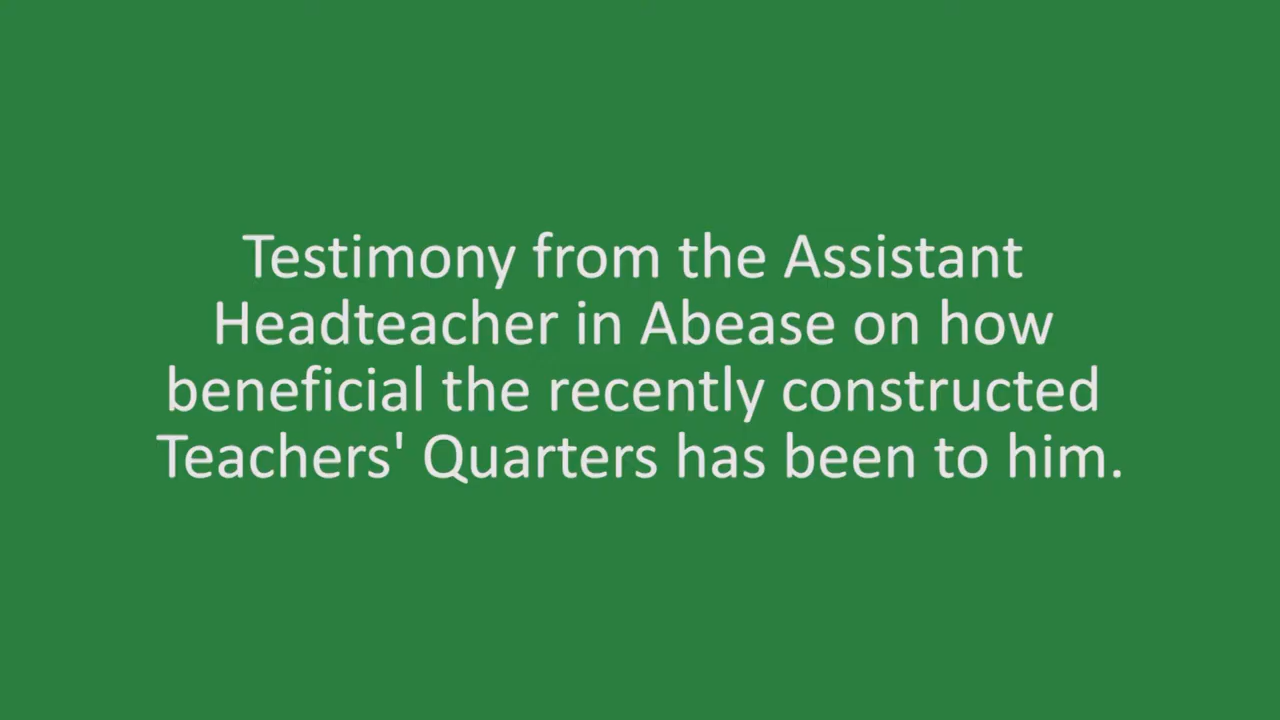 Testimony from the Assistant
Headteacher in Abease on how
beneficial the recently constructed
Teachers' Quarters has been to him.